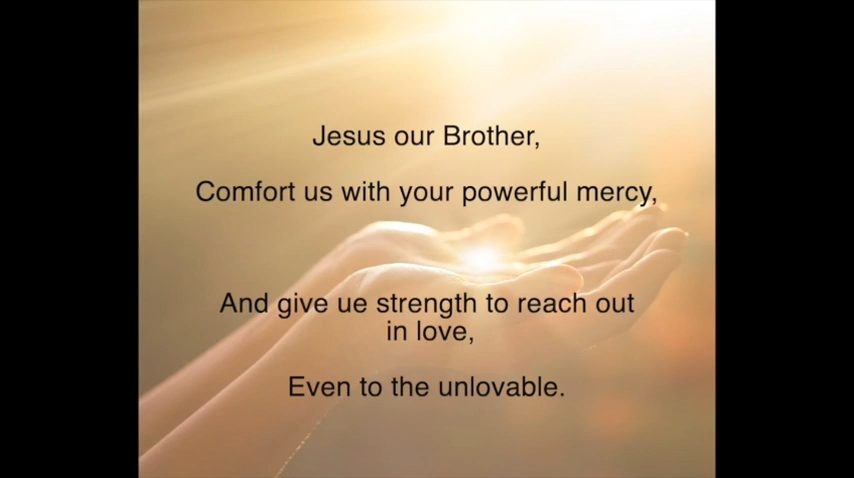 Jesus our Brother,
Comfort us with your powerful mercy,
And give ue strength to reach out
in love,
Even to the unlovable.